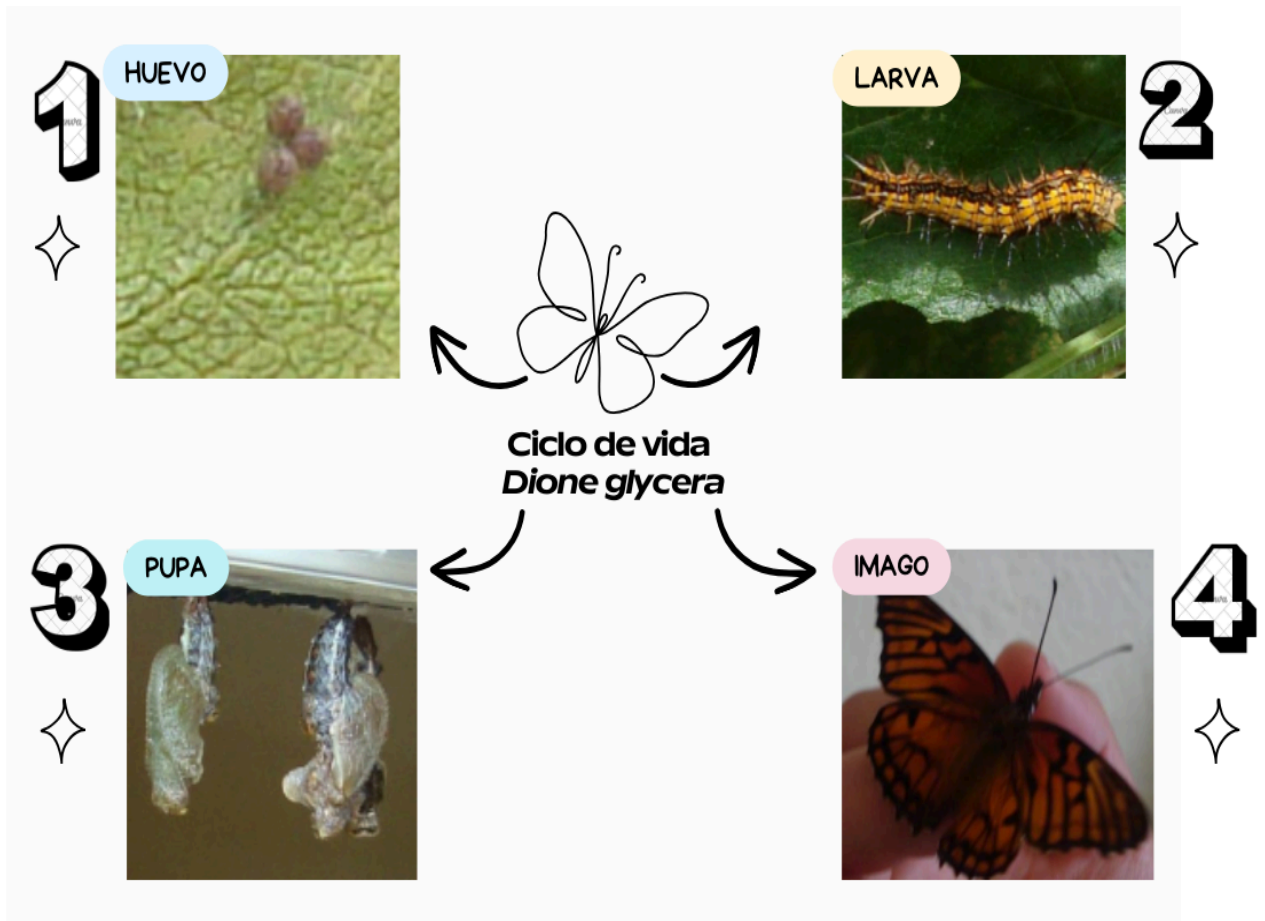 1
HUEVO
LARVA
2
Ciclo de vida
Dione glycera
3
PUPA
IMAGO
4